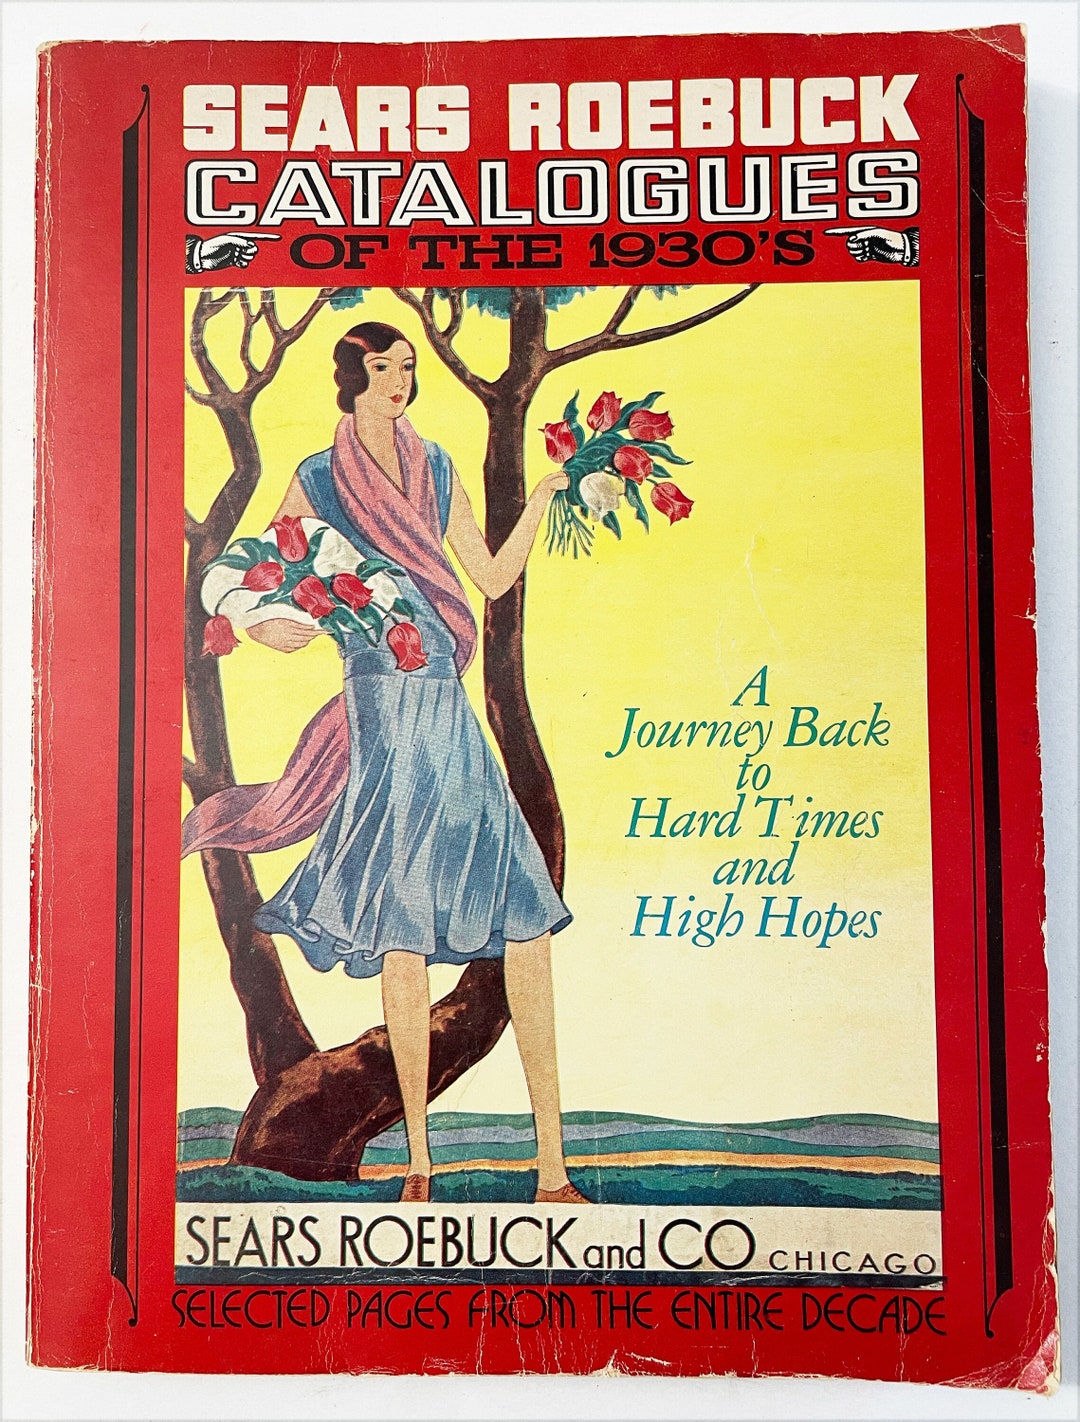 SEARS ROEBUCK
CATALOGUES
OF THE 1930'S
A
Journey Back
to
Hard Times
and
High Hopes
SEARS ROEBUCK and CO CHICAGO
SELECTED PAGES FROM THE ENTIRE DECADE